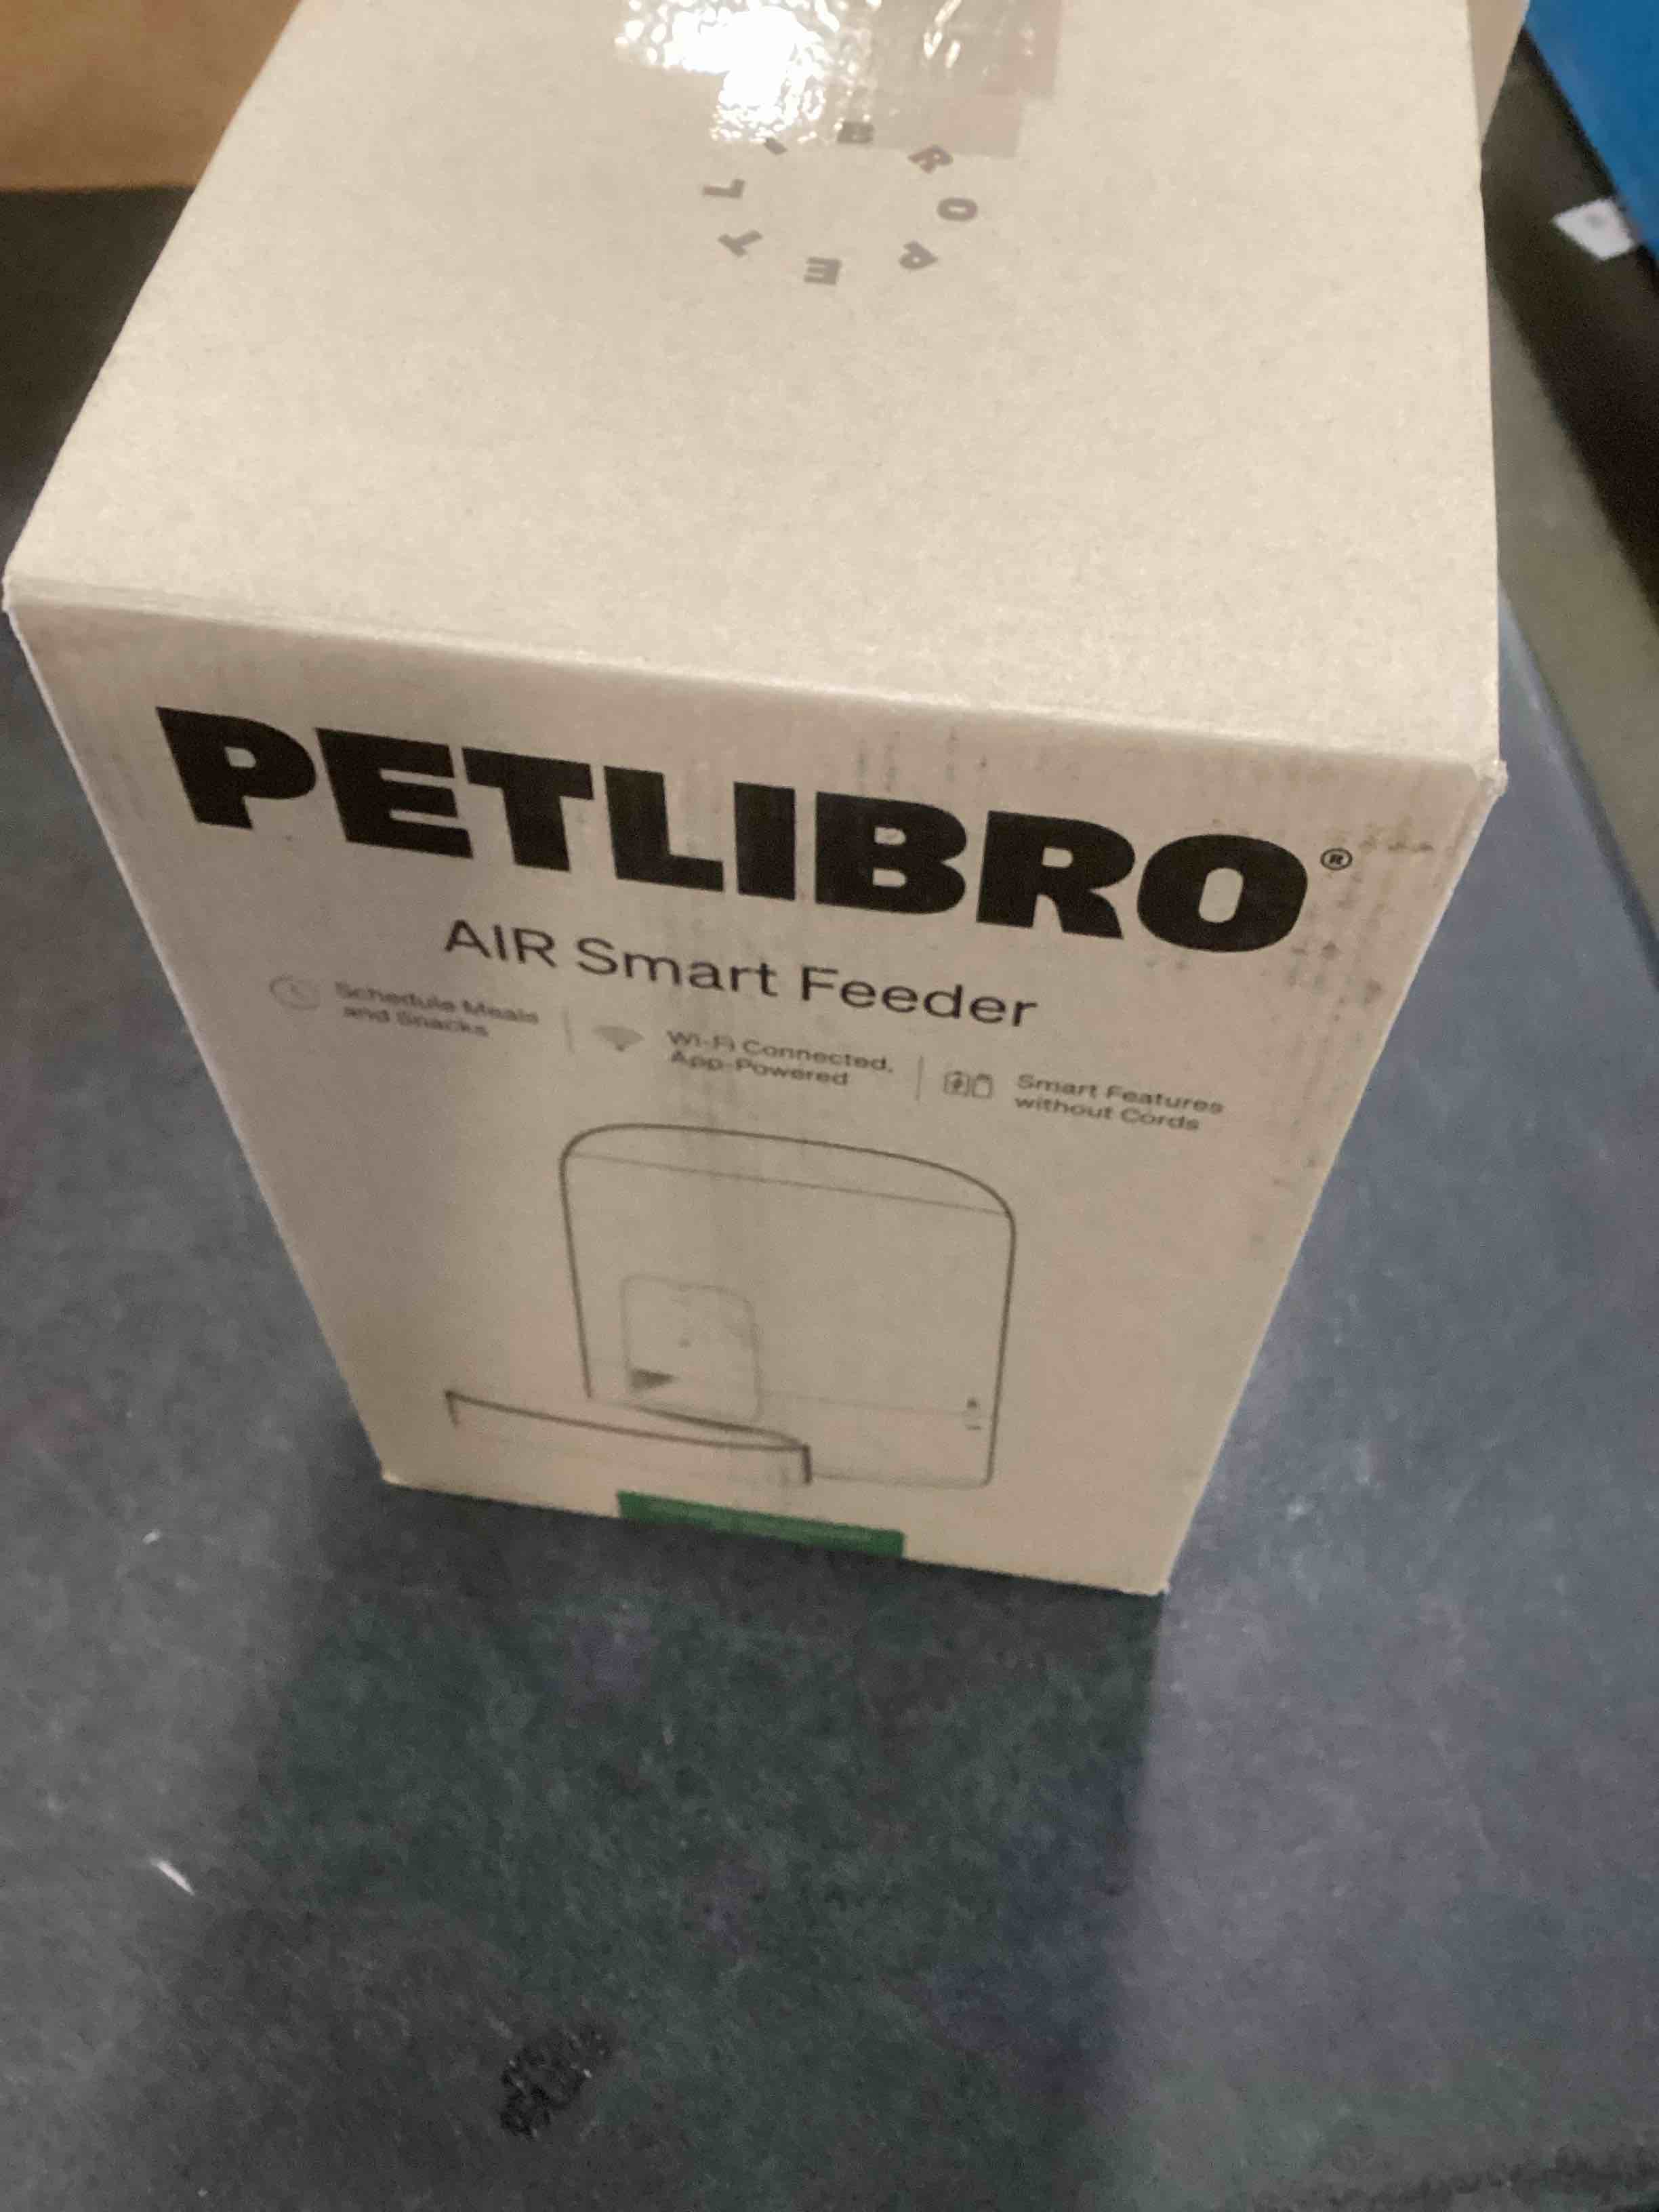 PETLIBRO
PETLIBRO®
AIR Smart Feeder
Schedule Meals
and Snacks
Wi-Fi Connected,
App-Powered
Smart Features
without Cords